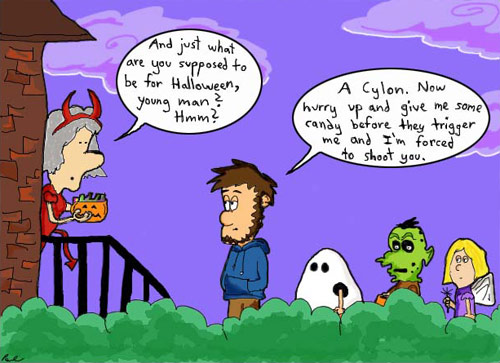 And just what
are you supposed to
be for Halloween,
young man?
Hmm?
A Cylon. Now
hurry up and give me some
candy before they trigger
me and I'm forced
to shoot you.